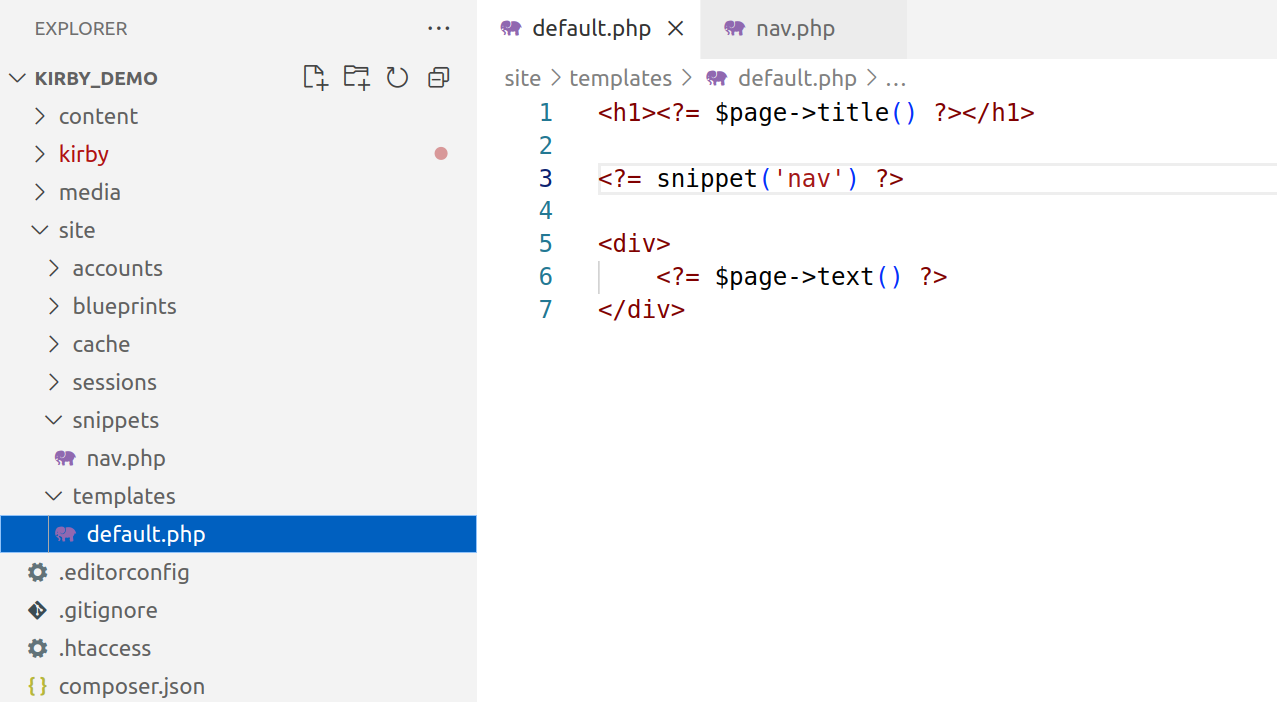 EXPLORER
KIRBY_DEMO
content
kirby
media
site
accounts
blueprints
cache
sessions
snippets
nav.php
templates
default.php
.editorconfig
.gitignore
.htaccess
{ } composer.json
default.php nav.php
site > templates > default.php > ...
1 <h1><?= $page->title() ?></h1>
2
3 <?= snippet('nav') ?>
4
5 <div>
6     <?= $page->text() ?>
7 </div>